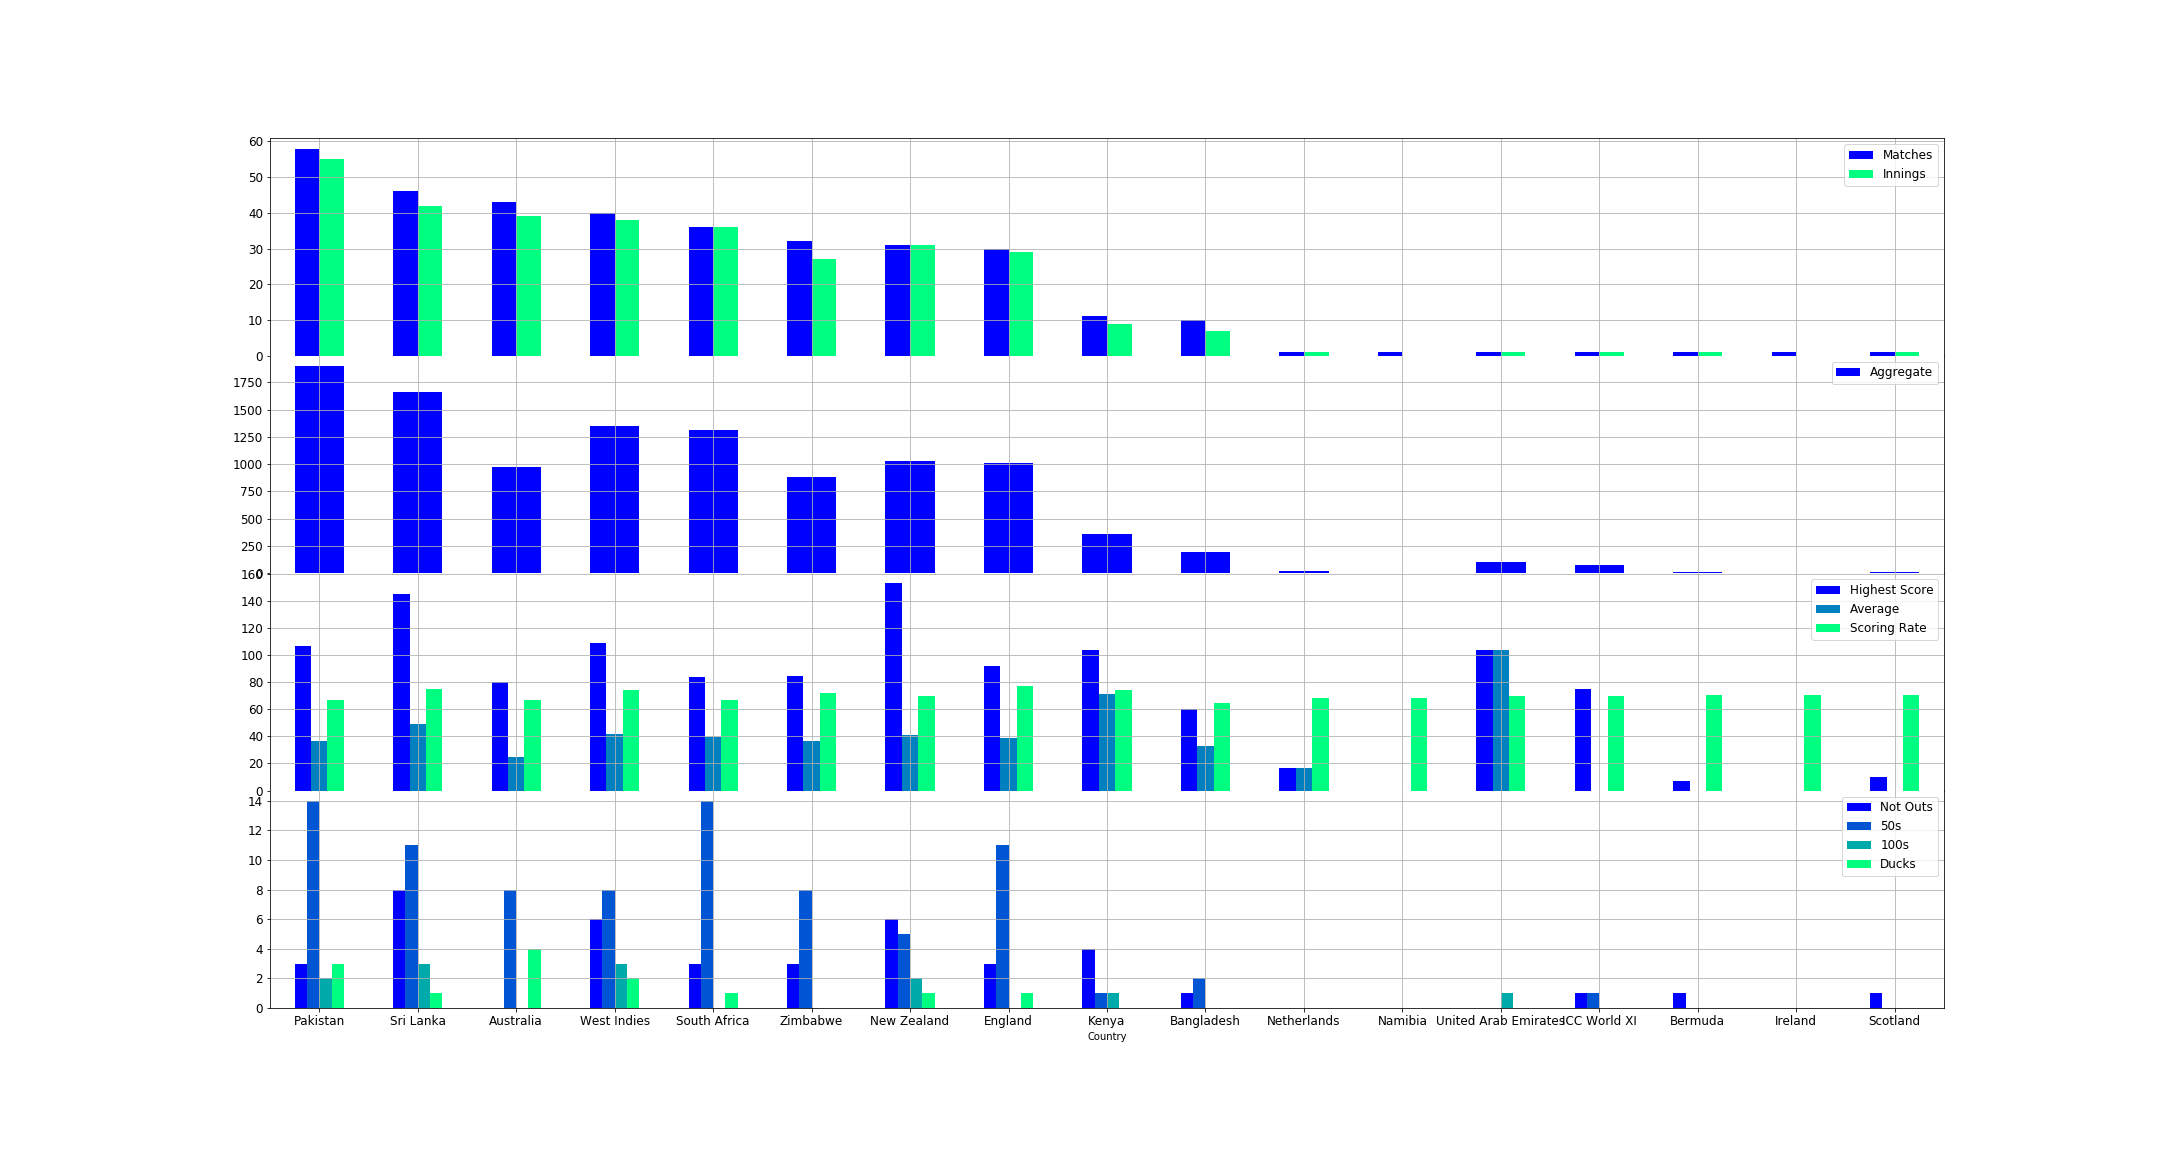 60
50
40
30
20
10
0
Matches
Innings
1750
1500
1250
1000
750
500
250
0
Aggregate
160
140
120
100
80
60
40
20
0
Highest Score
Average
Scoring Rate
14
12
10
8
6
4
2
0
Not Outs
50s
100s
Ducks
Pakistan Sri Lanka Australia West Indies South Africa Zimbabwe New Zealand England Kenya Bangladesh Netherlands Namibia United Arab Emirates ICC World XI Bermuda Ireland Scotland
Country